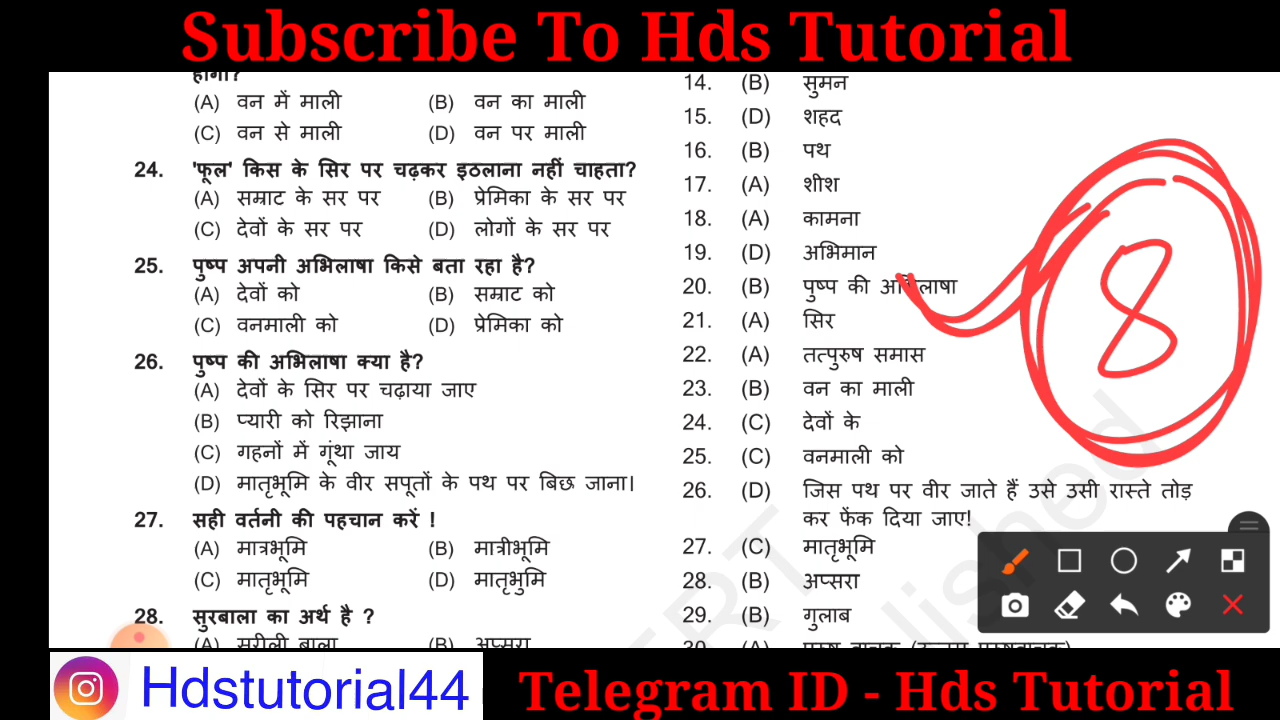 Subscribe To Hds Tutorial
होगा?
(A) वन में माली (B) वन का माली
(C) वन से माली (D) वन पर माली
24. 'फूल' किस के सिर पर चढ़कर इठलाना नहीं चाहता?
(A) सम्राट के सर पर (B) प्रेमिका के सर पर
(C) देवों के सर पर (D) लोगों के सर पर
25. पुष्प अपनी अभिलाषा किसे बता रहा है?
(A) देवों को (B) सम्राट को
(C) वनमाली को (D) प्रेमिका को
26. पुष्प की अभिलाषा क्या है?
(A) देवों के सिर पर चढ़ाया जाए
(B) प्यारी को रिझाना
(C) गहनों में गूंथा जाय
(D) मातृभूमि के वीर सपूतों के पथ पर बिछ जाना।
27. सही वर्तनी की पहचान करें !
(A) मात्रभूमि (B) मात्रीभूमि
(C) मातृभूमि (D) मातृभुमि
28. सुरबाला का अर्थ है ?
(A) सुरीली बाला (B) अप्सरा
14. (B) सुमन
15. (D) शहद
16. (B) पथ
17. (A) शीश
18. (A) कामना
19. (D) अभिमान
20. (B) पुष्प की अभिलाषा
21. (A) सिर
22. (A) तत्पुरुष समास
23. (B) वन का माली
24. (C) देवों के
25. (C) वनमाली को
26. (D) जिस पथ पर वीर जाते हैं उसे उसी रास्ते तोड़
कर फेंक दिया जाए!
27. (C) मातृभूमि
28. (B) अप्सरा
29. (B) गुलाब
30. (A)
8
Hdstutorial44
Telegram ID - Hds Tutorial